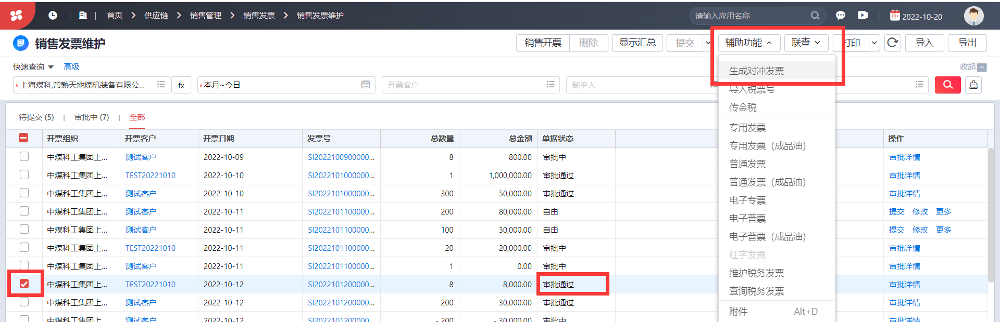 首页 供应链 销售管理 销售发票 销售发票维护 请输入应用名称 2022-10-20
销售发票维护 销售开票 删除 显示汇总 提交 辅助功能 联查 打印 导入 导出
快速查询 高级 收起
* 上海煤科,常熟天地煤机装备有限公... fx * 本月~今日 开票客户 制单人
待提交 (5) 审批中 (7) 全部
开票组织 开票客户 开票日期 发票号 总数量 总金额 单据状态 操作
中煤科工集团上... 测试客户 2022-10-09 SI2022100900000... 8 800.00 审批中 审批详情
中煤科工集团上... TEST20221010 2022-10-10 SI2022101000000... 1 1,000,000.00 审批通过 审批详情
中煤科工集团上... 测试客户 2022-10-10 SI2022101000000... 300 50,000.00 审批通过 审批详情
中煤科工集团上... 测试客户 2022-10-11 SI2022101100000... 200 80,000.00 自由 提交 修改 更多
中煤科工集团上... 测试客户 2022-10-11 SI2022101100000... 100 30,000.00 自由 提交 修改 更多
中煤科工集团上... TEST20221010 2022-10-11 SI2022101100000... 20 20,000.00 审批中 审批详情
中煤科工集团上... 测试客户 2022-10-11 SI2022101100000... 1 0.00 审批中 审批详情
中煤科工集团上... TEST20221010 2022-10-12 SI2022101200000... 8 8,000.00 审批通过 审批详情
中煤科工集团上... 测试客户 2022-10-12 SI2022101200000... 200 30,000.00 审批通过 审批详情
中煤科工集团上... 测试客户 2022-10-12 SI2022101200000... - 200 - 30,000.00 审批中 审批详情
生成对冲发票
导入税票号
传金税
专用发票
专用发票（成品油）
普通发票
普通发票（成品油）
电子专票
电子普票
电子普票（成品油）
红字发票
维护税务发票
查询税务发票
附件 Alt+D